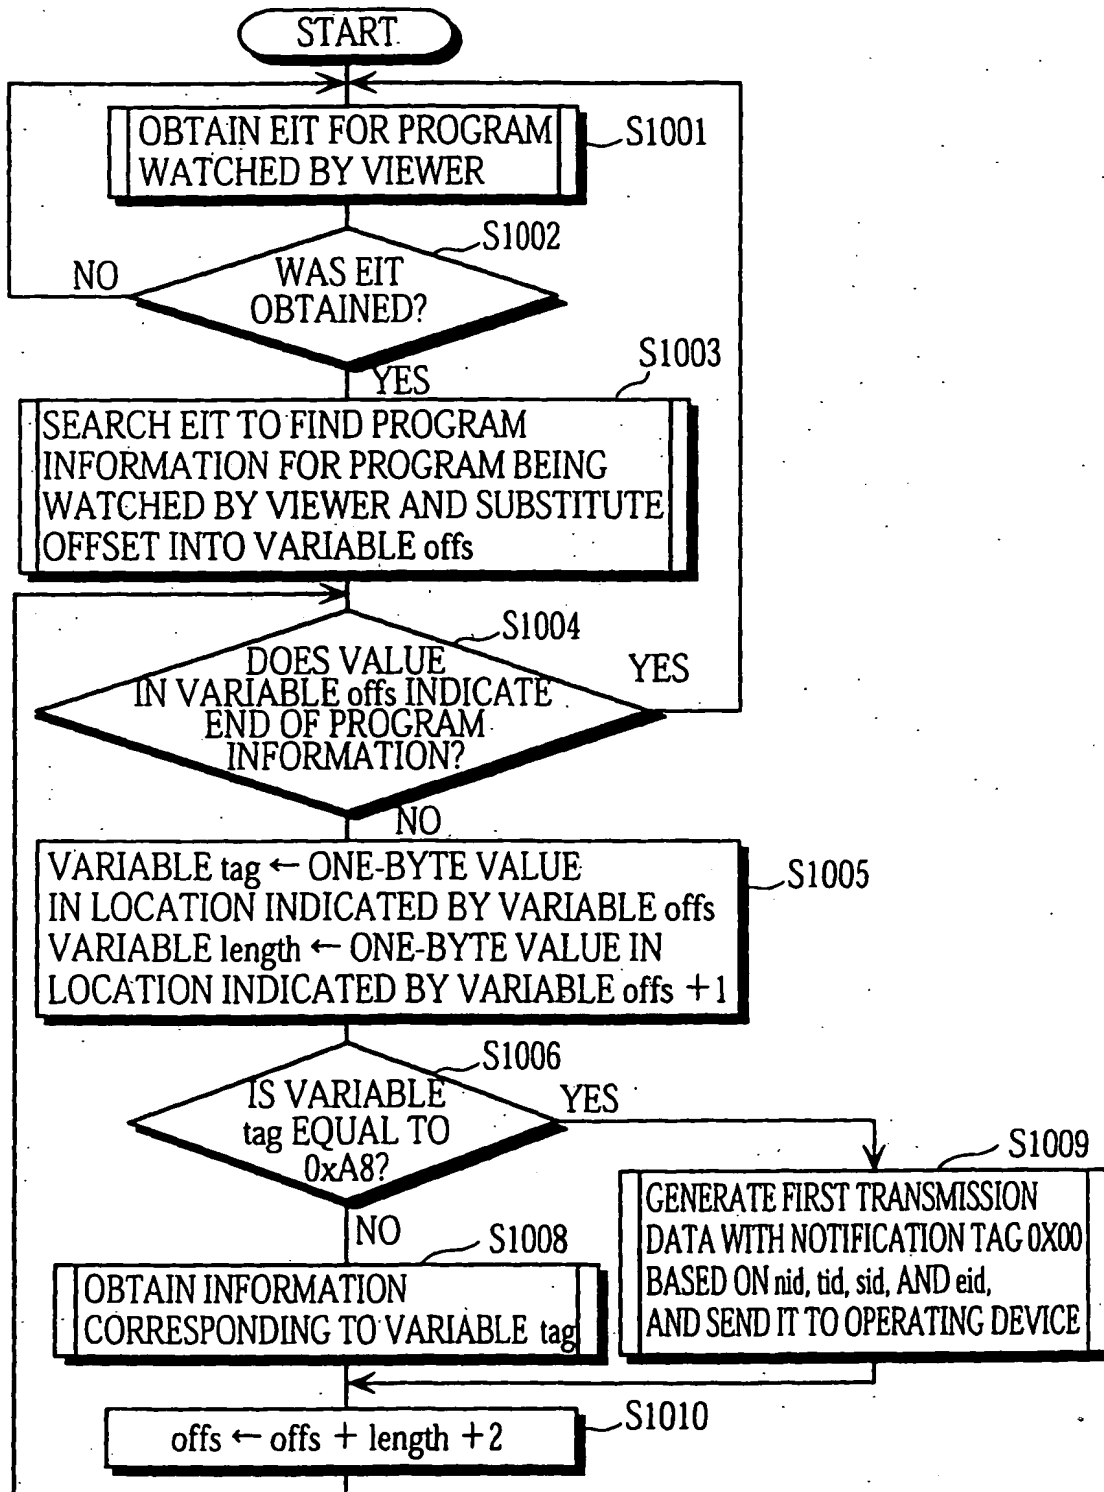 START
OBTAIN EIT FOR PROGRAM
WATCHED BY VIEWER
S1001
S1002
NO
WAS EIT
OBTAINED?
S1003
YES
SEARCH EIT TO FIND PROGRAM
INFORMATION FOR PROGRAM BEING
WATCHED BY VIEWER AND SUBSTITUTE
OFFSET INTO VARIABLE offs
S1004
DOES VALUE
IN VARIABLE offs INDICATE
END OF PROGRAM
INFORMATION?
YES
NO
VARIABLE tag ← ONE-BYTE VALUE
IN LOCATION INDICATED BY VARIABLE offs
VARIABLE length ← ONE-BYTE VALUE IN
LOCATION INDICATED BY VARIABLE offs +1
S1005
S1006
IS VARIABLE
tag EQUAL TO
0xA8?
YES
NO
S1009
GENERATE FIRST TRANSMISSION
DATA WITH NOTIFICATION TAG 0X00
BASED ON nid, tid, sid, AND eid,
AND SEND IT TO OPERATING DEVICE
S1008
OBTAIN INFORMATION
CORRESPONDING TO VARIABLE tag
S1010
offs ← offs + length +2